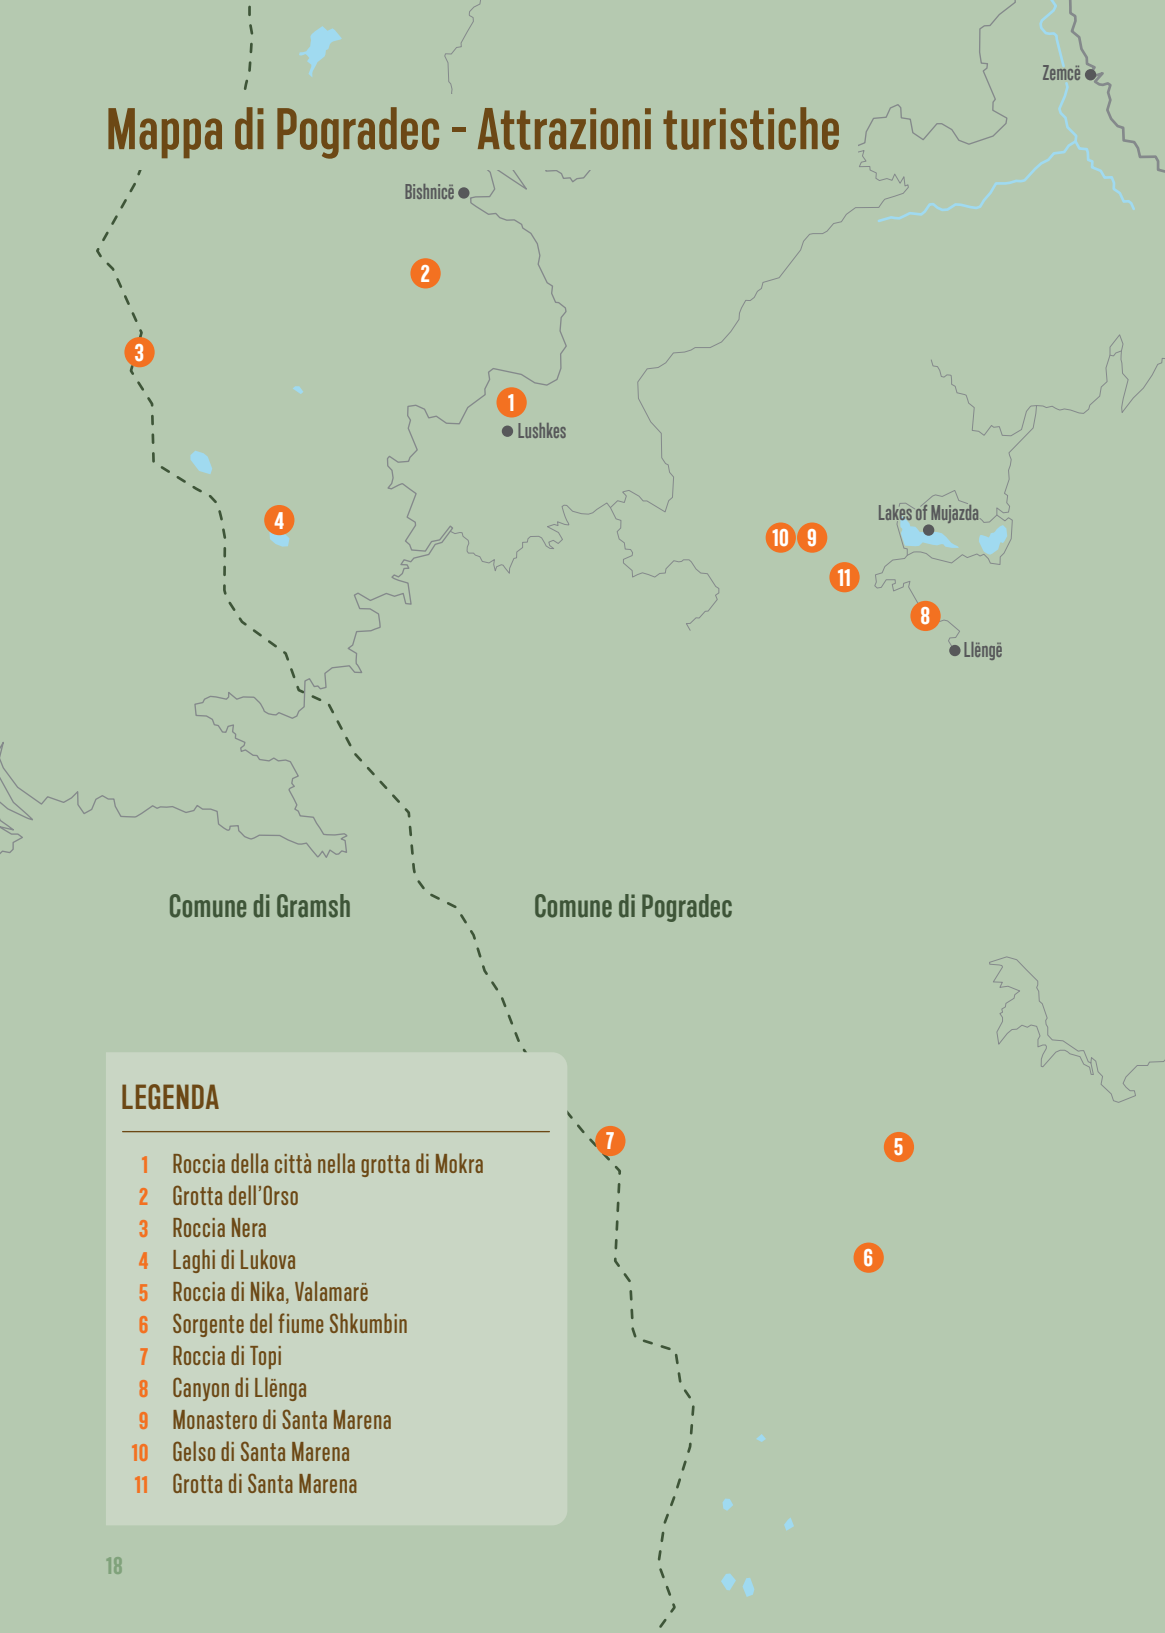 Zemcë
Mappa di Pogradec - Attrazioni turistiche
Bishnicë
2
3
1
Lushkes
4
Lakes of Mujazda
10
9
11
8
Llëngë
Comune di Gramsh
Comune di Pogradec
7
5
6
LEGENDA
1 Roccia della città nella grotta di Mokra
2 Grotta dell’Orso
3 Roccia Nera
4 Laghi di Lukova
5 Roccia di Nika, Valamarë
6 Sorgente del fiume Shkumbin
7 Roccia di Topi
8 Canyon di Llënga
9 Monastero di Santa Marena
10 Gelso di Santa Marena
11 Grotta di Santa Marena
18